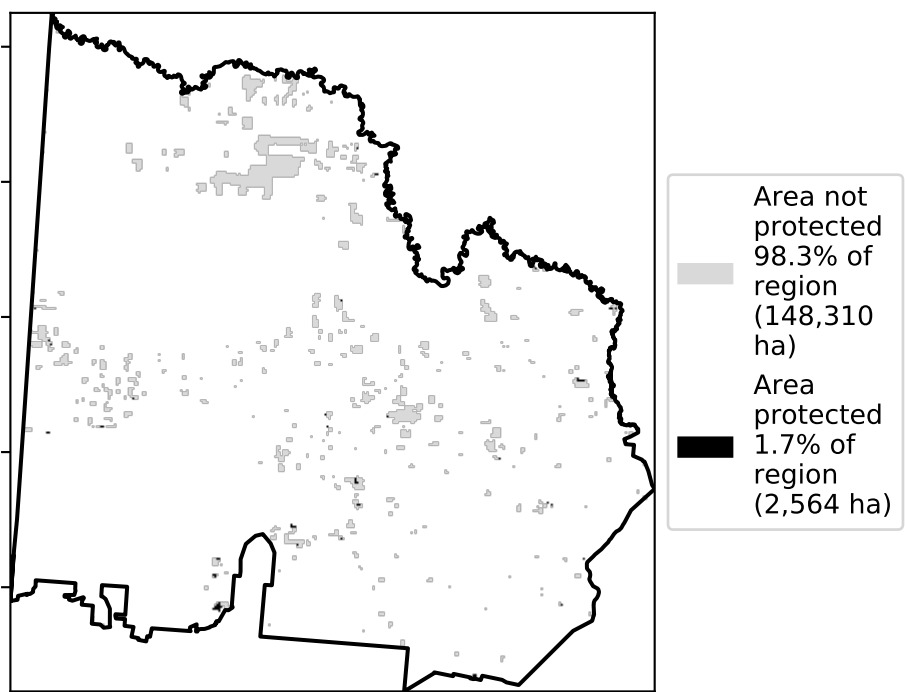 Area not
protected
98.3% of
region
(148,310
ha)
Area
protected
1.7% of
region
(2,564 ha)